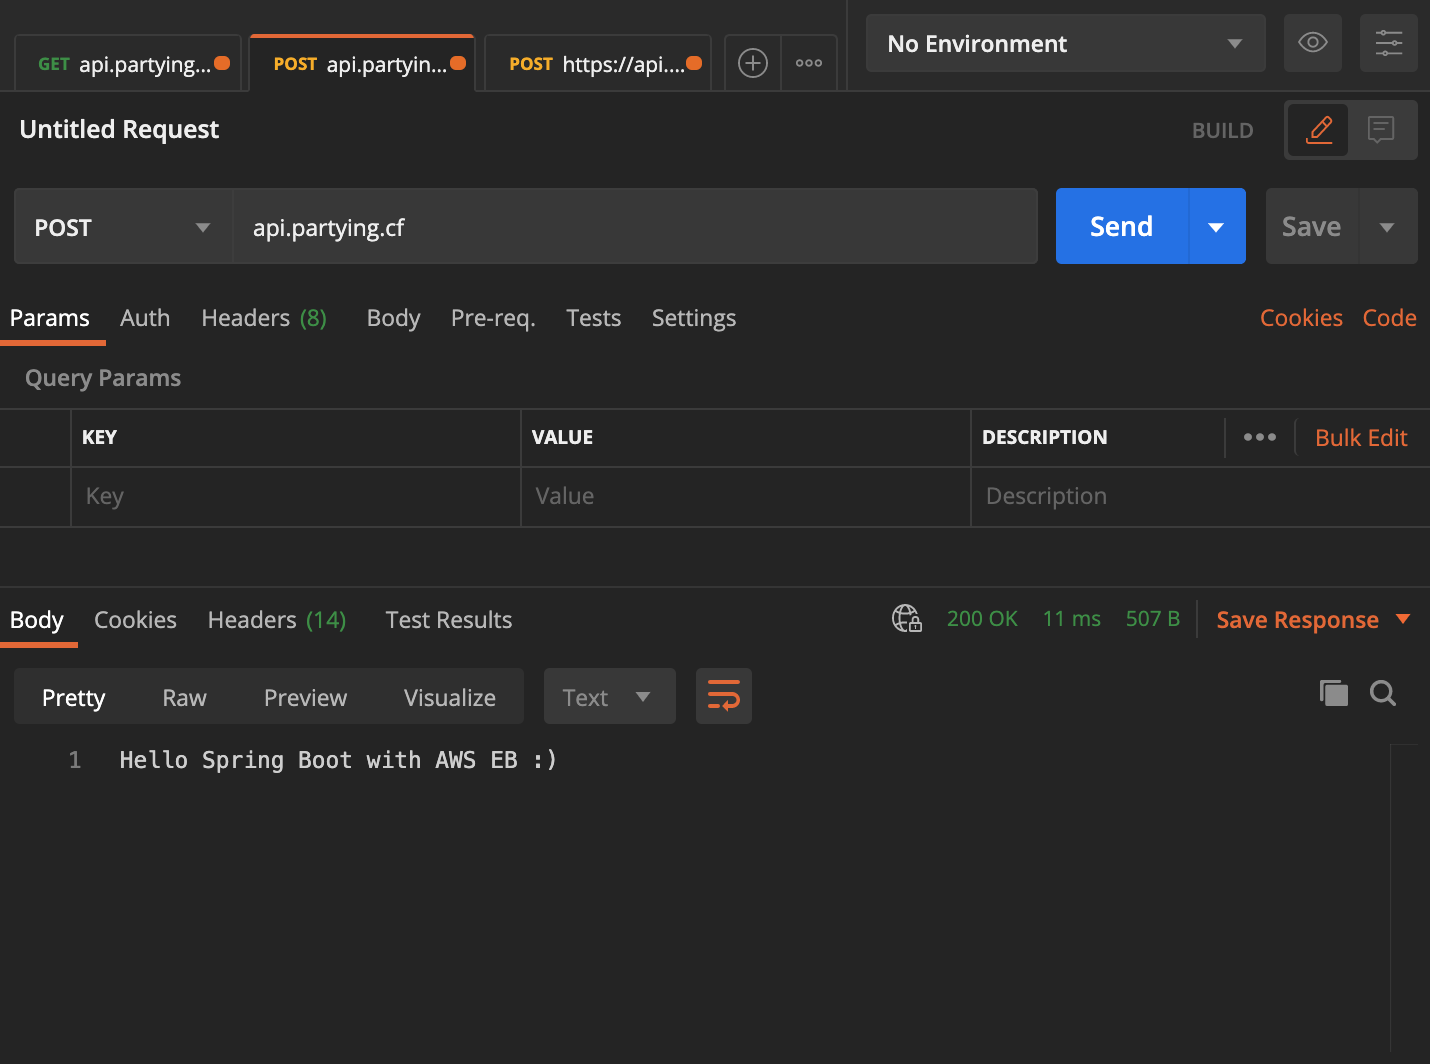 GET api.partying... POST api.partyin... POST https://api.... No Environment
Untitled Request BUILD
POST api.partying.cf Send Save
Params Auth Headers (8) Body Pre-req. Tests Settings Cookies Code
Query Params
KEY VALUE DESCRIPTION Bulk Edit
Key Value Description
Body Cookies Headers (14) Test Results 200 OK 11 ms 507 B Save Response
Pretty Raw Preview Visualize Text
1 Hello Spring Boot with AWS EB :)